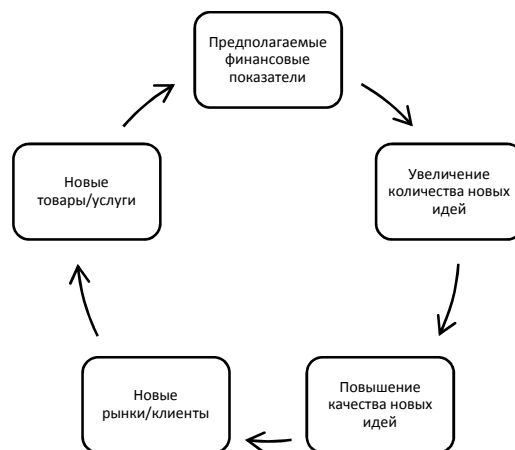 Предполагаемые
финансовые
показатели
Увеличение
количества новых
идей
Повышение
качества новых
идей
Новые
рынки/клиенты
Новые
товары/услуги